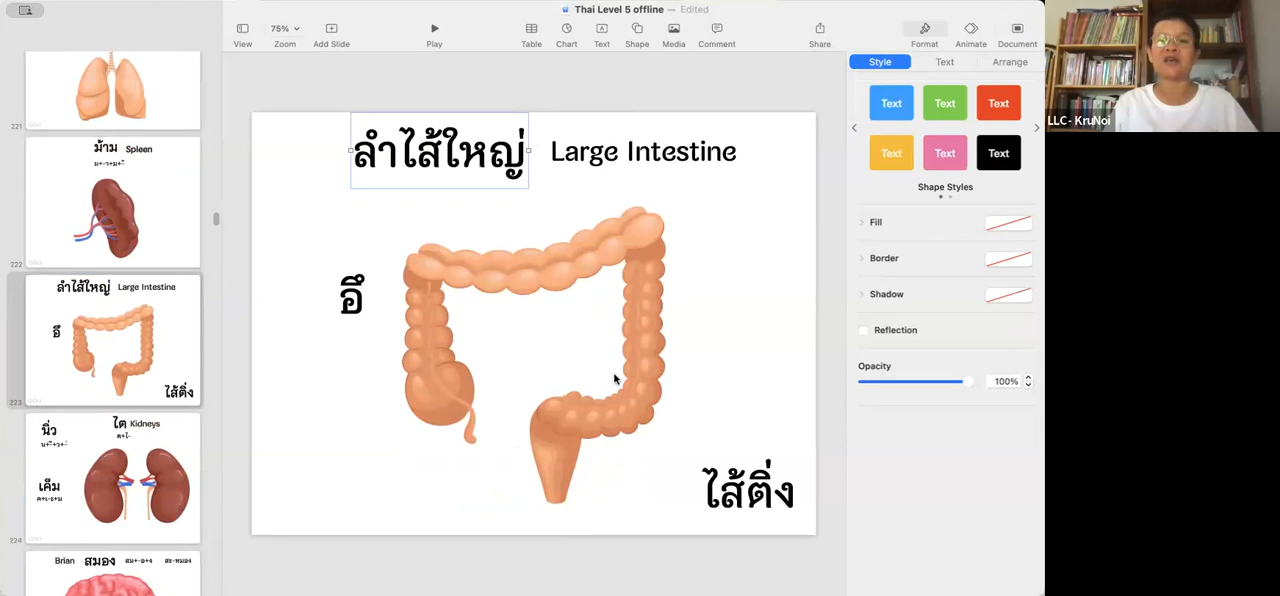 Thai Level 5 offline — Edited
75%
View
Zoom
Add Slide
Play
Table
Chart
Text
Shape
Media
Comment
Share
Format
Animate
Document
221
ม้าม Spleen
222
ลำไส้ใหญ่ Large Intestine
อึ
ไส้ติ่ง
223
นิ่ว
ไต Kidneys
เค็ม
224
Brian สมอง
ลำไส้ใหญ่ Large Intestine
อึ
ไส้ติ่ง
Style
Text
Arrange
Text Text Text
Text Text Text
Shape Styles
Fill
Border
Shadow
Reflection
Opacity
100%
LLC- KruNoi